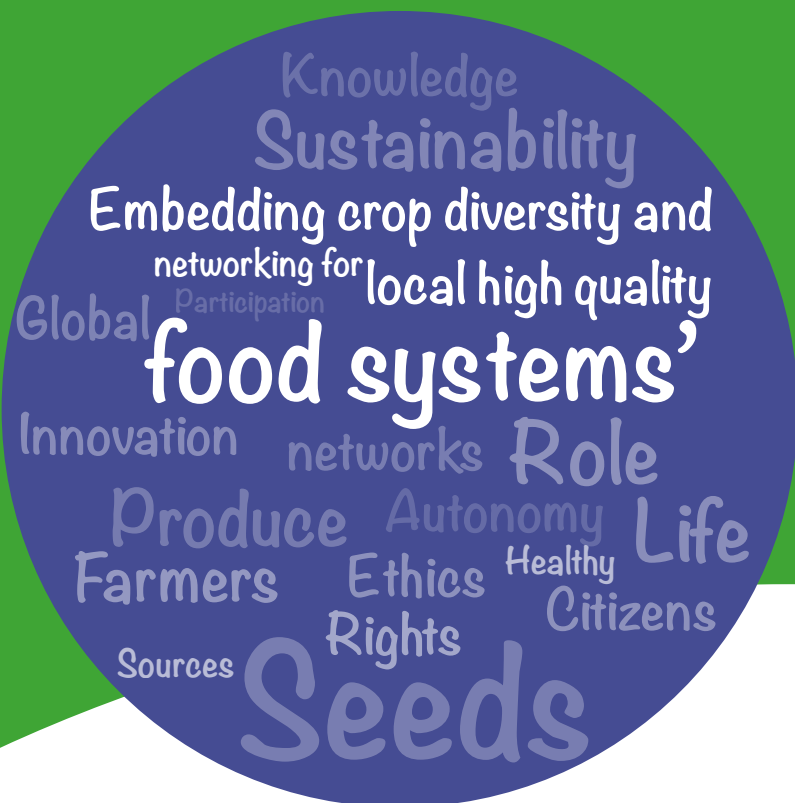 Knowledge
Sustainability
Embedding crop diversity and
networking for local high quality
Global Participation
food systems’
Innovation networks Role
Produce Autonomy Life
Farmers Ethics Healthy
Citizens
Rights
Sources
Seeds